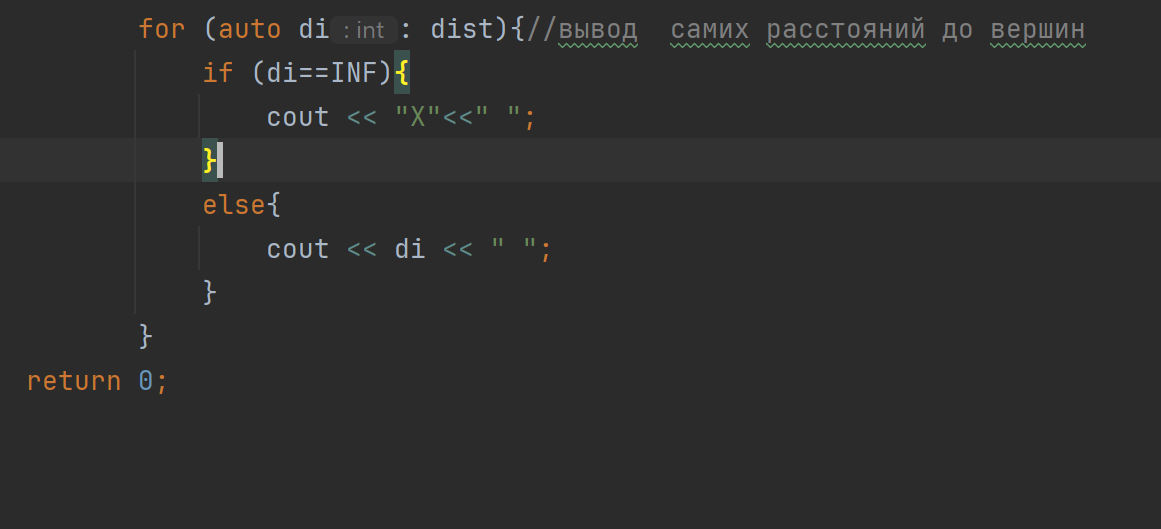 for (auto di : int : dist){//вывод  самих расстояний до вершин
if (di==INF){
cout << "X"<<" ";
}
else{
cout << di << " ";
}
}
return 0;